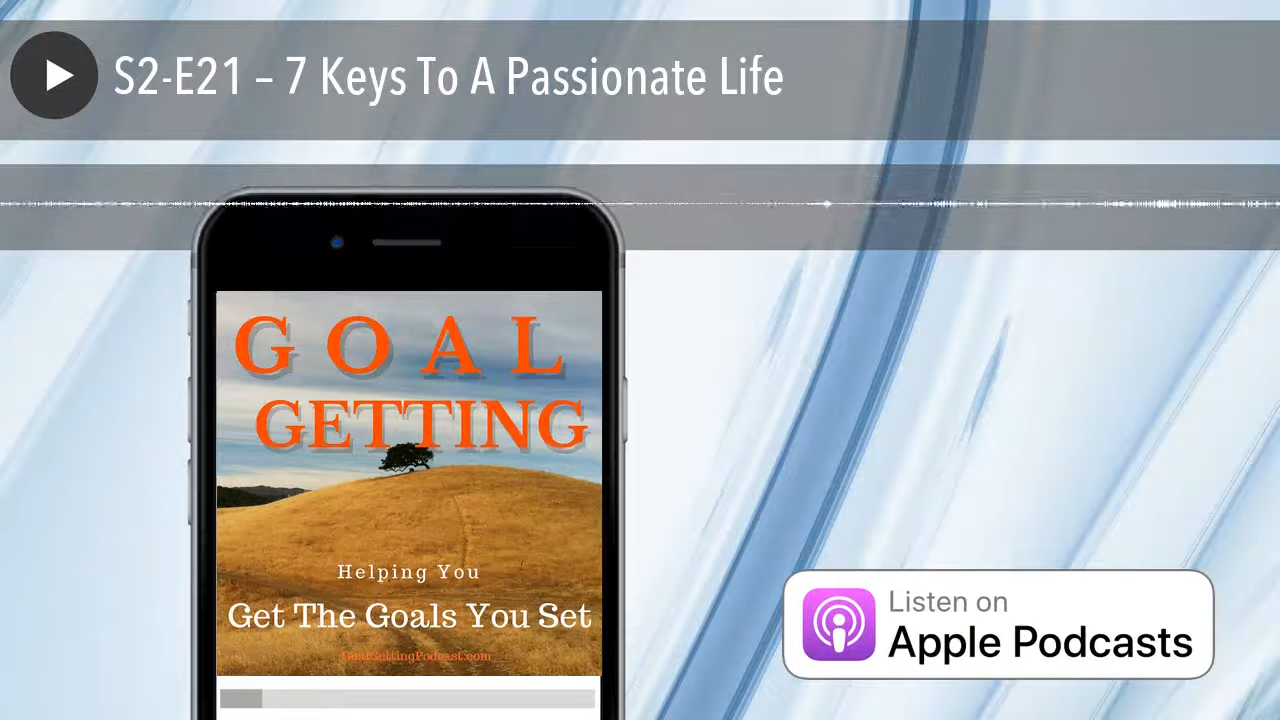 S2-E21 – 7 Keys To A Passionate Life
GOAL
GETTING
Helping You
Get The Goals You Set
GoalGettingPodcast.com
Listen on
Apple Podcasts